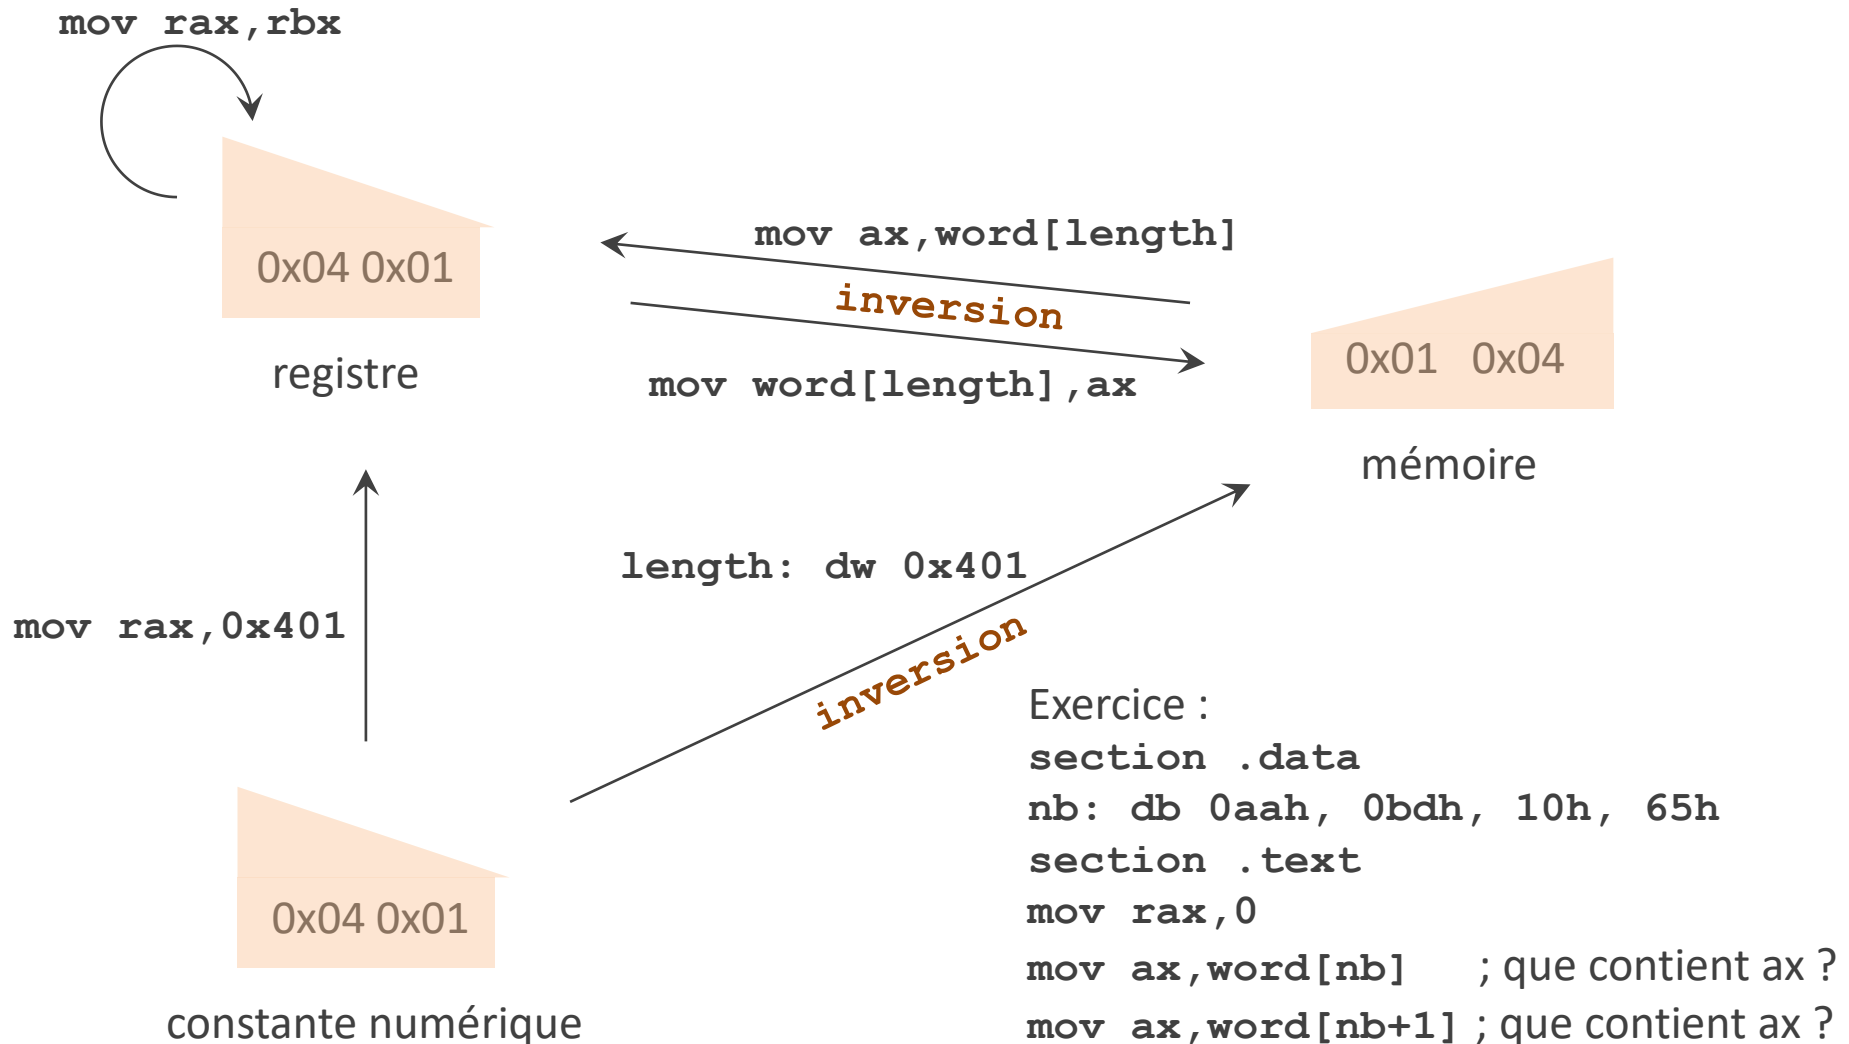 mov rax,rbx
0x04 0x01
registre
mov ax,word[length]
inversion
mov word[length],ax
0x01 0x04
mémoire
mov rax,0x401
length: dw 0x401
inversion
0x04 0x01
constante numérique
Exercice :
section .data
nb: db 0aah, 0bdh, 10h, 65h
section .text
mov rax,0
mov ax,word[nb] ; que contient ax ?
mov ax,word[nb+1] ; que contient ax ?